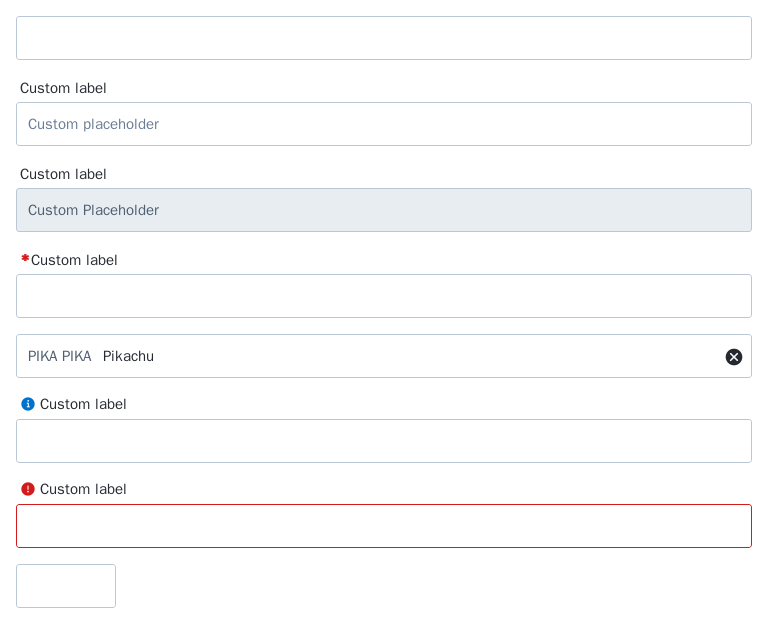 Custom label
Custom placeholder
Custom label
Custom Placeholder
*Custom label
PIKA PIKA Pikachu
Custom label
Custom label